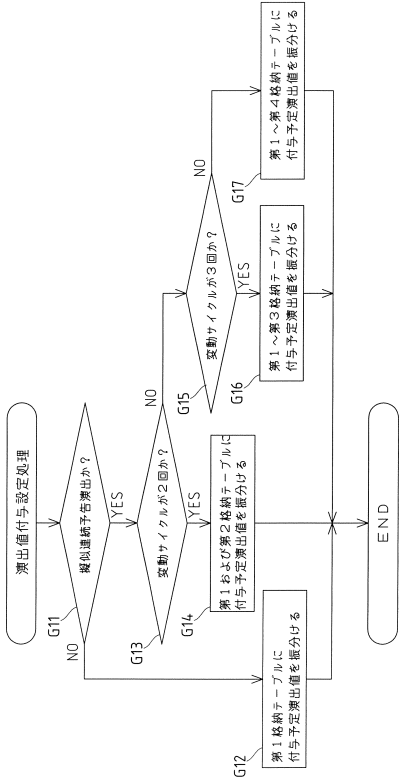 演出値付与設定処理
G11
擬似連続予告演出か?
NO
YES
G13
変動サイクルが2回か?
NO
YES
G15
変動サイクルが3回か?
NO
YES
G12
第1格納テーブルに
付与予定演出値を振分ける
G14
第1および第2格納テーブルに
付与予定演出値を振分ける
G16
第1～第3格納テーブルに
付与予定演出値を振分ける
G17
第1～第4格納テーブルに
付与予定演出値を振分ける
END